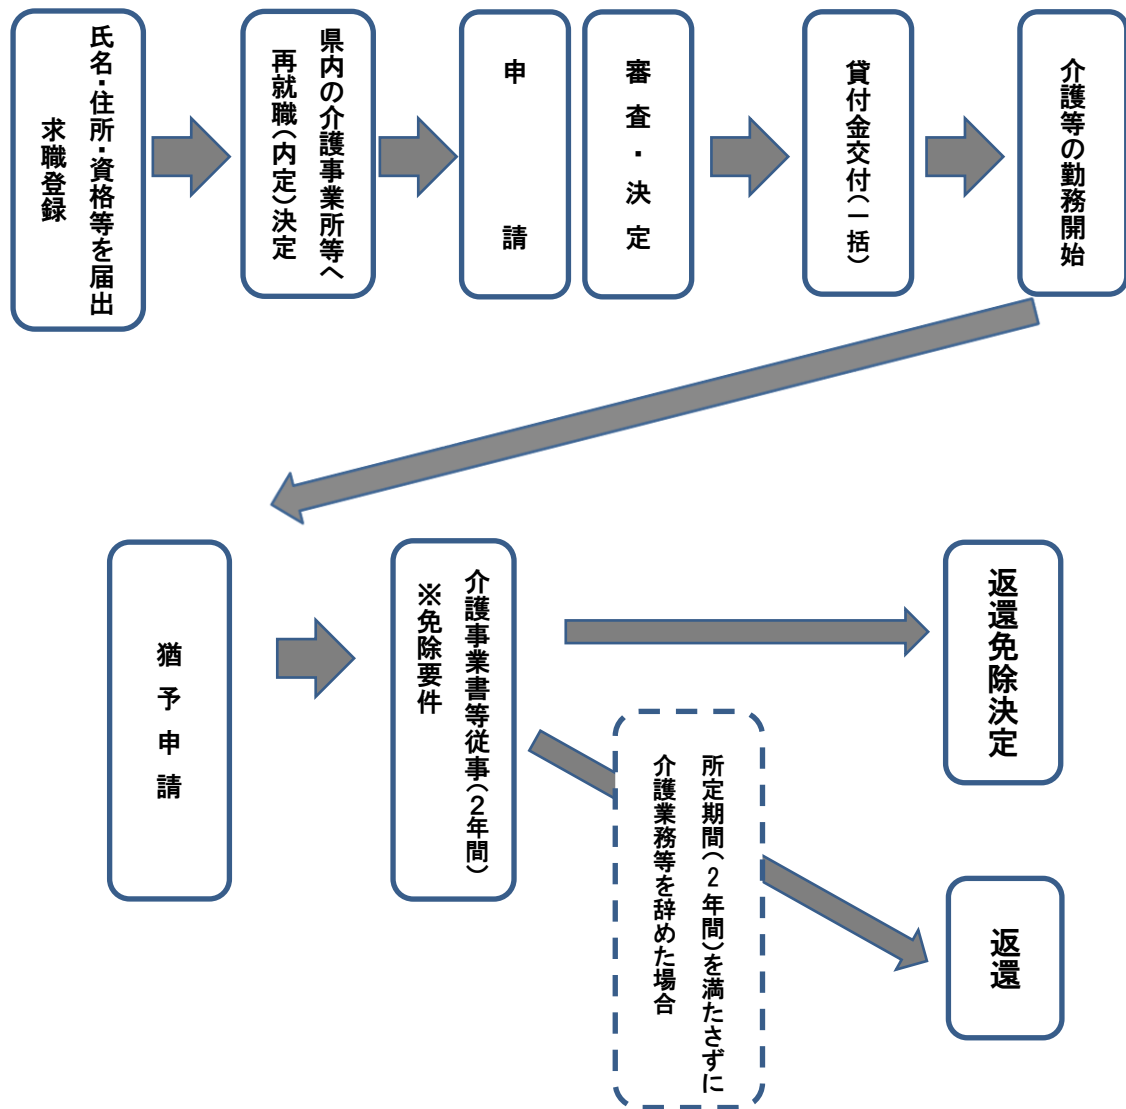 氏名・住所・資格等を届出
求職登録
県内の介護事業所等へ
再就職(内定)決定
申請
審査・決定
貸付金交付(一括)
介護等の勤務開始
猶予申請
介護事業書等従事(2年間)
※免除要件
返還免除決定
所定期間(2年間)を満たさずに
介護業務等を辞めた場合
返還